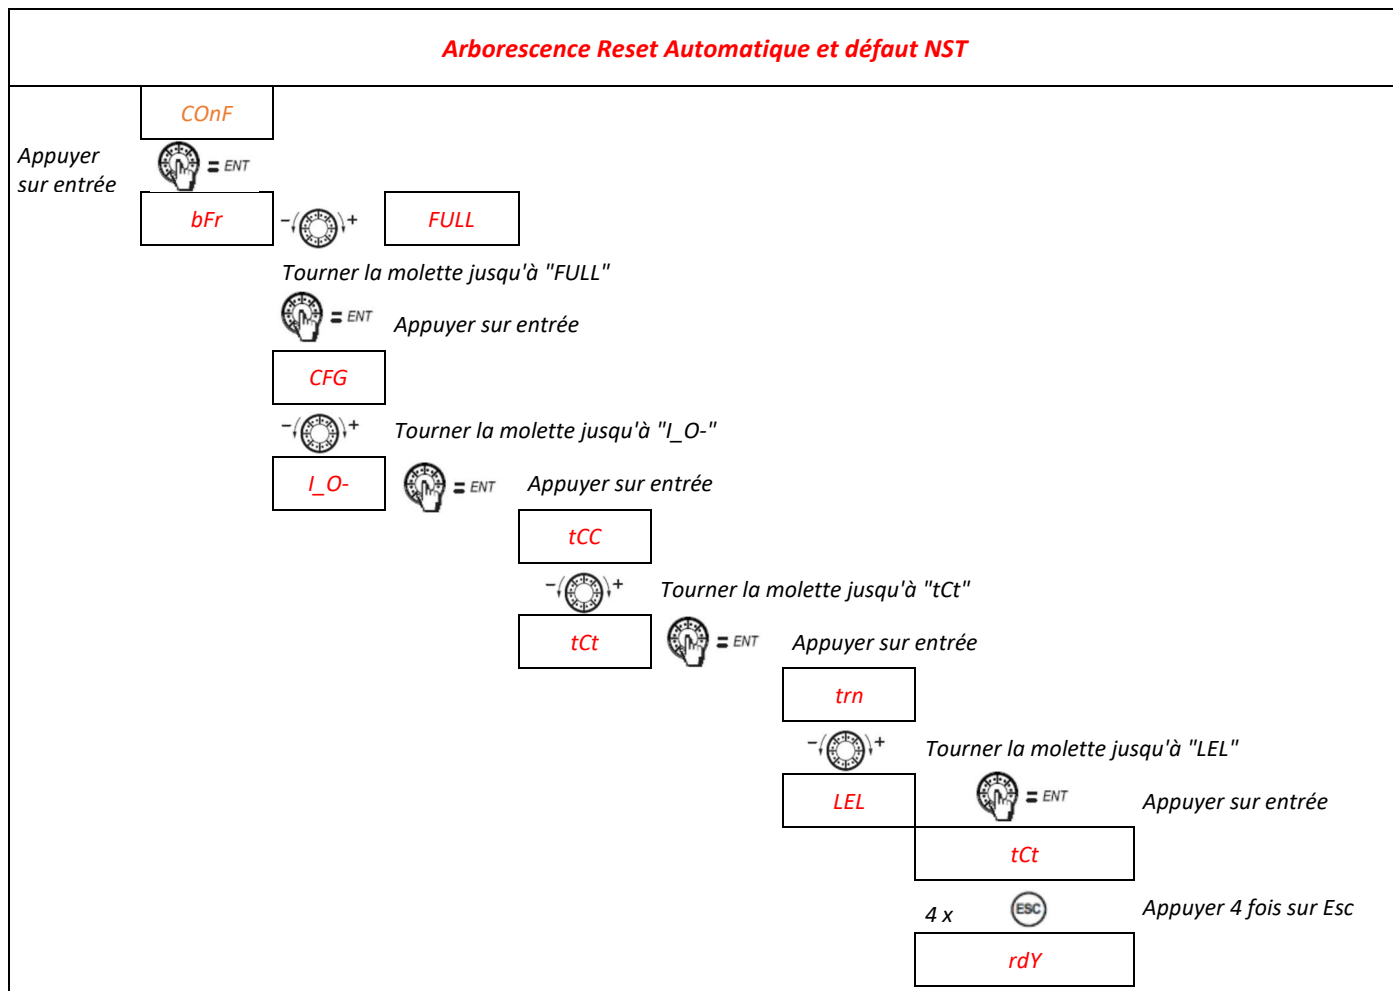 Arborescence Reset Automatique et défaut NST
COnF
Appuyer
sur entrée
= ENT
bFr
- +
FULL
Tourner la molette jusqu'à "FULL"
= ENT
Appuyer sur entrée
CFG
- +
Tourner la molette jusqu'à "I_O-"
I_O-
= ENT
Appuyer sur entrée
tCC
- +
Tourner la molette jusqu'à "tCt"
tCt
= ENT
Appuyer sur entrée
trn
- +
Tourner la molette jusqu'à "LEL"
LEL
= ENT
Appuyer sur entrée
tCt
4 x
ESC
Appuyer 4 fois sur Esc
rdY